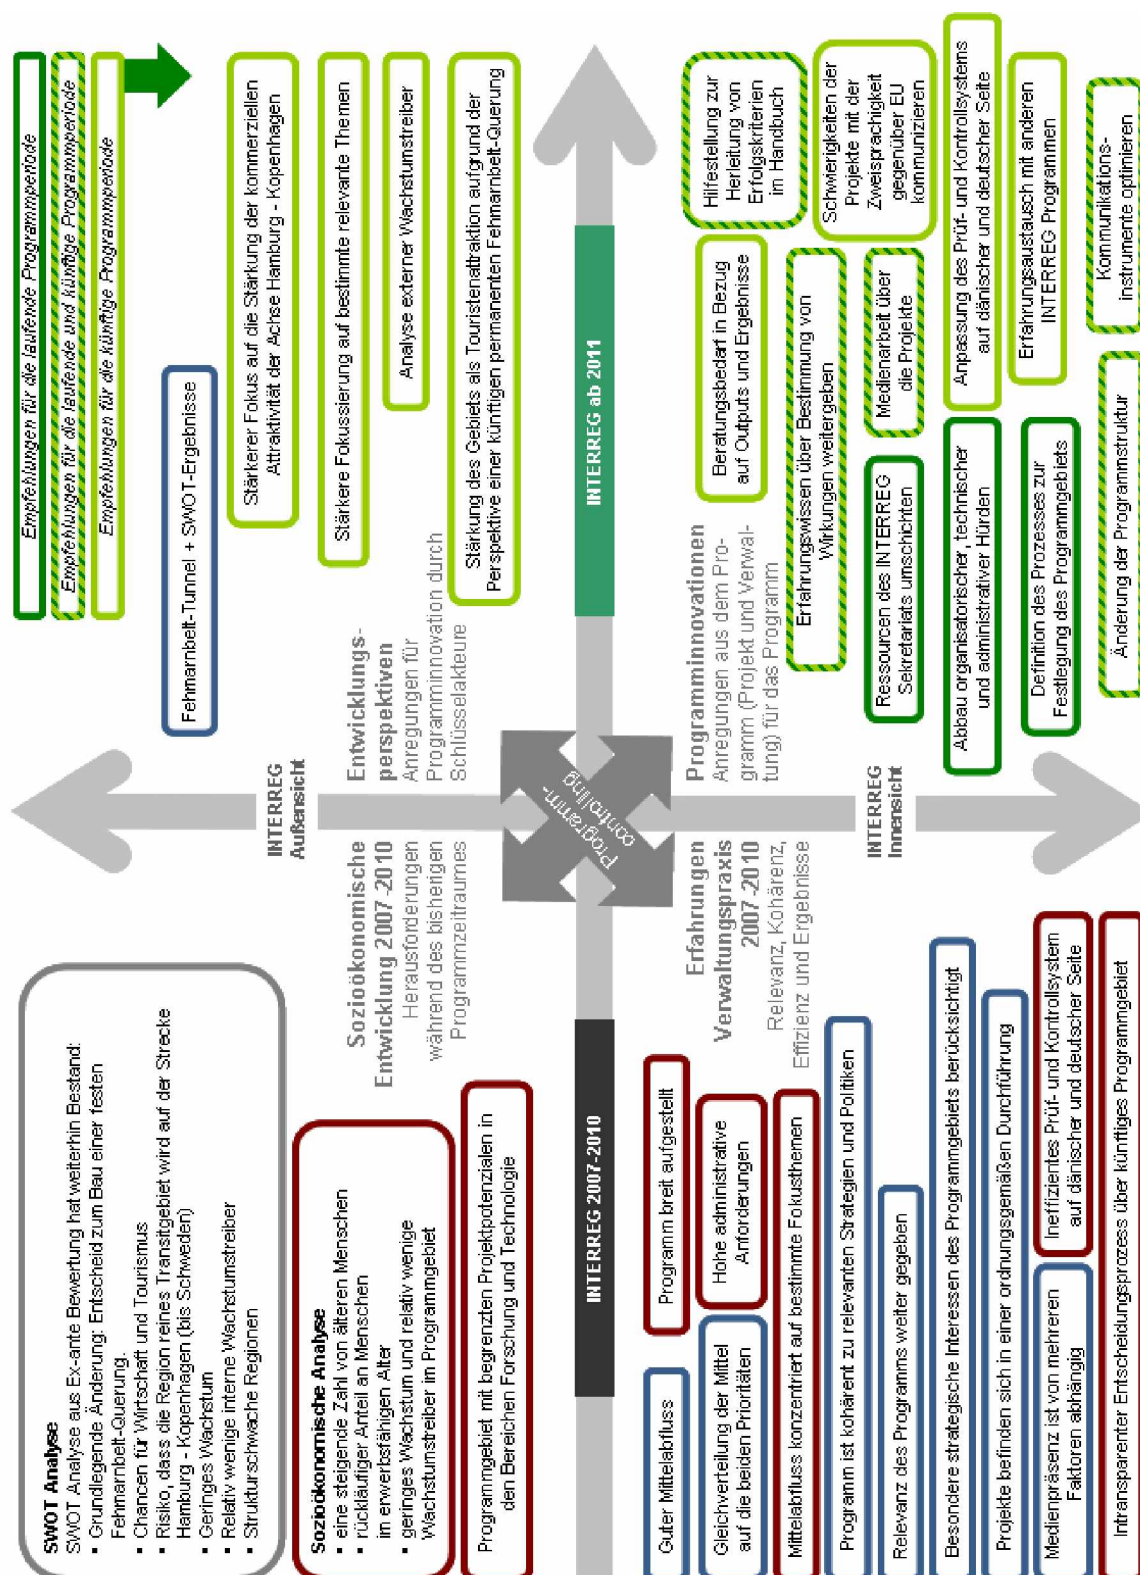 SWOT Analyse
SWOT Analyse aus Ex-ante Bewertung hat weiterhin Bestand:
▪ Grundlegende Änderung: Entscheid zum Bau einer festen
Fehmarnbelt-Querung.
▪ Chancen für Wirtschaft und Tourismus
▪ Risiko, dass die Region reines Transitgebiet wird auf der Strecke
Hamburg - Kopenhagen (bis Schweden)
▪ Geringes Wachstum
▪ Relativ wenige interne Wachstumstreiber
▪ Strukturschwache Regionen
Sozioökonomische Analyse
▪ eine steigende Zahl von älteren Menschen
▪ rückläufiger Anteil an Menschen
im erwerbsfähigen Alter
▪ geringes Wachstum und relativ wenige
Wachstumstreiber im Programmgebiet
Programmgebiet mit begrenzten Projektpotenzialen in
den Bereichen Forschung und Technologie
Sozioökonomische
Entwicklung 2007-2010
Herausforderungen
während des bisherigen
Programmzeitraumes
INTERREG
Außensicht
Empfehlungen für die laufende Programmperiode
Empfehlungen für die laufende und künftige Programmperiode
Empfehlungen für die künftige Programmperiode
Fehmarnbelt-Tunnel + SWOT-Ergebnisse
Stärkerer Fokus auf die Stärkung der kommerziellen
Attraktivität der Achse Hamburg - Kopenhagen
Stärkere Fokussierung auf bestimmte relevante Themen
Analyse externer Wachstumstreiber
Stärkung des Gebiets als Touristenattraktion aufgrund der
Perspektive einer künftigen permanenten Fehmarnbelt-Querung
Entwicklungs-
perspektiven
Anregungen für
Programminnovation durch
Schlüsselakteure
INTERREG 2007-2010
Programm-
controlling
INTERREG ab 2011
Guter Mittelabfluss
Programm breit aufgestellt
Gleichverteilung der Mittel
auf die beiden Prioritäten
Hohe administrative
Anforderungen
Mittelabfluss konzentriert auf bestimmte Fokusthemen
Programm ist kohärent zu relevanten Strategien und Politiken
Relevanz des Programms weiter gegeben
Besondere strategische Interessen des Programmgebiets berücksichtigt
Projekte befinden sich in einer ordnungsgemäßen Durchführung
Medienpräsenz ist von mehreren
Faktoren abhängig
Ineffizientes Prüf- und Kontrollsystem
auf dänischer und deutscher Seite
Intransparenter Entscheidungsprozess über künftiges Programmgebiet
Erfahrungen
Verwaltungspraxis
2007-2010
Relevanz, Kohärenz,
Effizienz und Ergebnisse
INTERREG
Innensicht
Programminnovationen
Anregungen aus dem Pro-
gramm (Projekt und Verwal-
tung) für das Programm
Beratungsbedarf in Bezug
auf Outputs und Ergebnisse
Hilfestellung zur
Herleitung von
Erfolgskriterien
im Handbuch
Erfahrungswissen über Bestimmung von
Wirkungen weitergeben
Schwierigkeiten der
Projekte mit der
Zweisprachigkeit
gegenüber EU
kommunizieren
Ressourcen des INTERREG
Sekretariats umschichten
Medienarbeit über
die Projekte
Abbau organisatorischer, technischer
und administrativer Hürden
Anpassung des Prüf- und Kontrollsystems
auf dänischer und deutscher Seite
Definition des Prozesses zur
Festlegung des Programmgebiets
Erfahrungsaustausch mit anderen
INTERREG Programmen
Änderung der Programmstruktur
Kommunikations-
instrumente optimieren